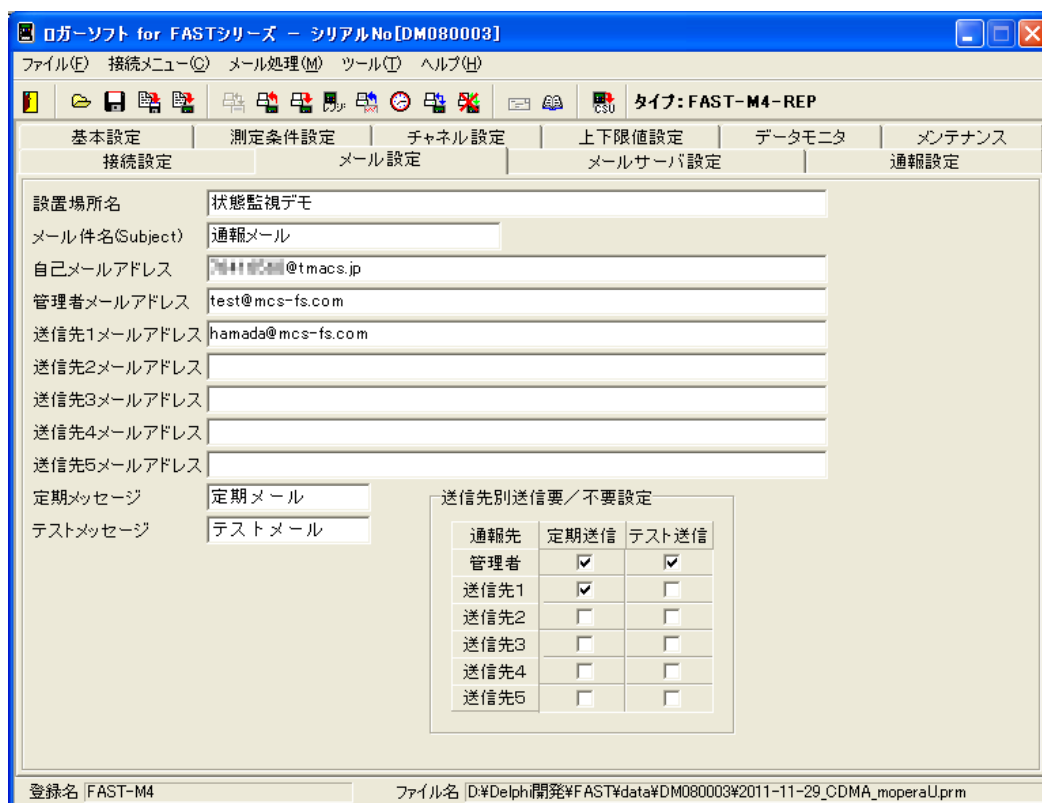 ロガーソフト for FASTシリーズ － シリアルNo[DM080003]
ファイル(F) 接続メニュー(C) メール処理(M) ツール(T) ヘルプ(H)
CSU タイプ:FAST-M4-REP
基本設定 測定条件設定 チャネル設定 上下限値設定 データモニタ メンテナンス
接続設定 メール設定 メールサーバ設定 通報設定
設置場所名 状態監視デモ
メール件名(Subject) 通報メール
自己メールアドレス @tmacs.jp
管理者メールアドレス test@mcs-fs.com
送信先1メールアドレス hamada@mcs-fs.com
送信先2メールアドレス
送信先3メールアドレス
送信先4メールアドレス
送信先5メールアドレス
定期メッセージ 定期メール
テストメッセージ テストメール
送信先別送信要／不要設定
通報先 定期送信 テスト送信
管理者
送信先1
送信先2
送信先3
送信先4
送信先5
登録名 FAST-M4 ファイル名 D:¥Delphi開発¥FAST¥data¥DM080003¥2011-11-29_CDMA_moperaU.prm